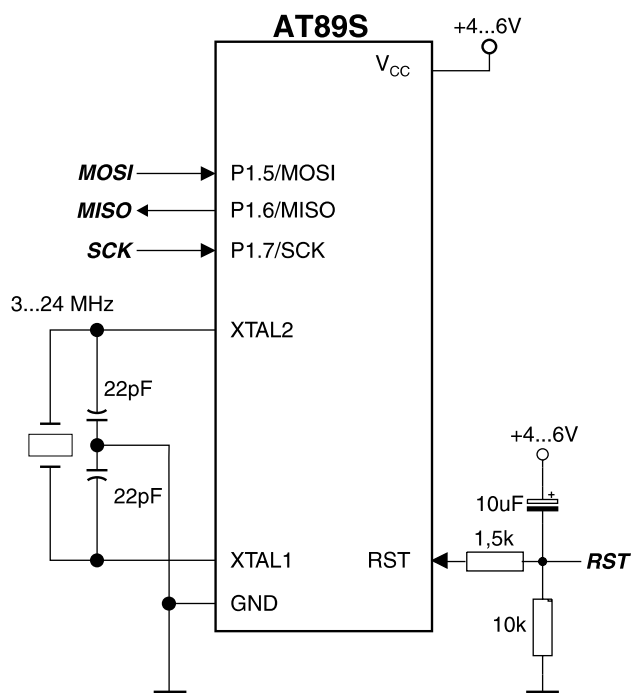 AT89S
+4...6V
VCC
MOSI
P1.5/MOSI
MISO
P1.6/MISO
SCK
P1.7/SCK
3...24 MHz
XTAL2
22pF
22pF
+4...6V
10uF
+
1,5k
XTAL1
RST
RST
GND
10k